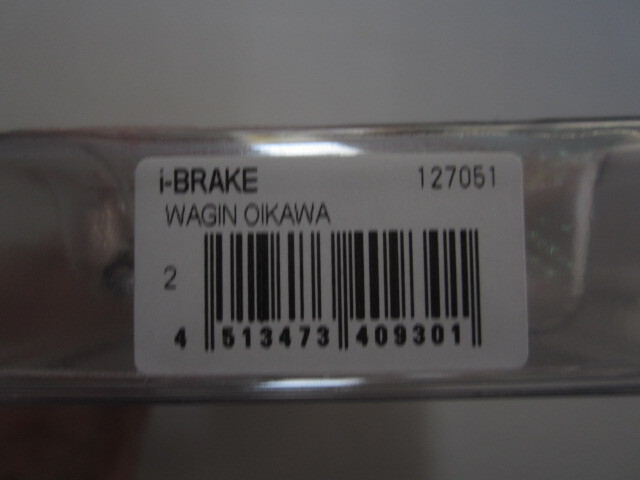 i-BRAKE 127051
WAGIN OIKAWA
2
4 513473 409301